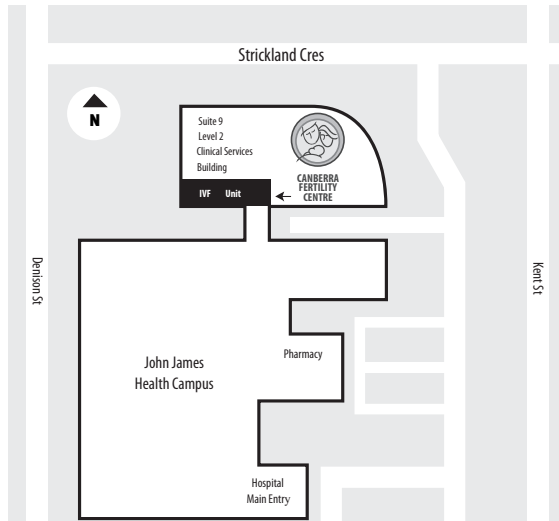 Strickland Cres
N
Suite 9
Level 2
Clinical Services
Building
CANBERRA
FERTILITY
CENTRE
IVF Unit
Denison St
Kent St
John James
Health Campus
Pharmacy
Hospital
Main Entry